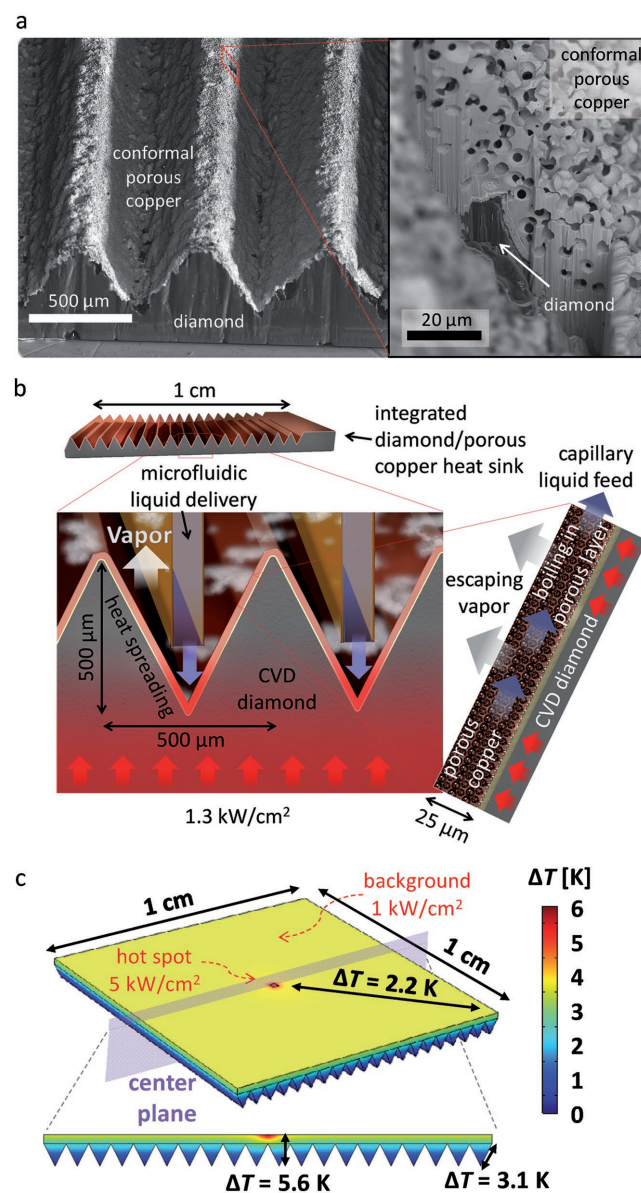 a
conformal
porous
copper
500 μm
diamond
conformal
porous
copper
diamond
20 μm
b
1 cm
integrated
diamond/porous
copper heat sink
microfluidic
liquid delivery
capillary
liquid feed
Vapor
heat spreading
500 μm
500 μm
CVD
diamond
1.3 kW/cm²
escaping
vapor
boiling in
porous layer
porous
copper
CVD diamond
25 μm
c
1 cm
background
1 kW/cm²
hot spot
5 kW/cm²
1 cm
ΔT = 2.2 K
center
plane
ΔT = 5.6 K
ΔT = 3.1 K
ΔT [K]
6
5
4
3
2
1
0